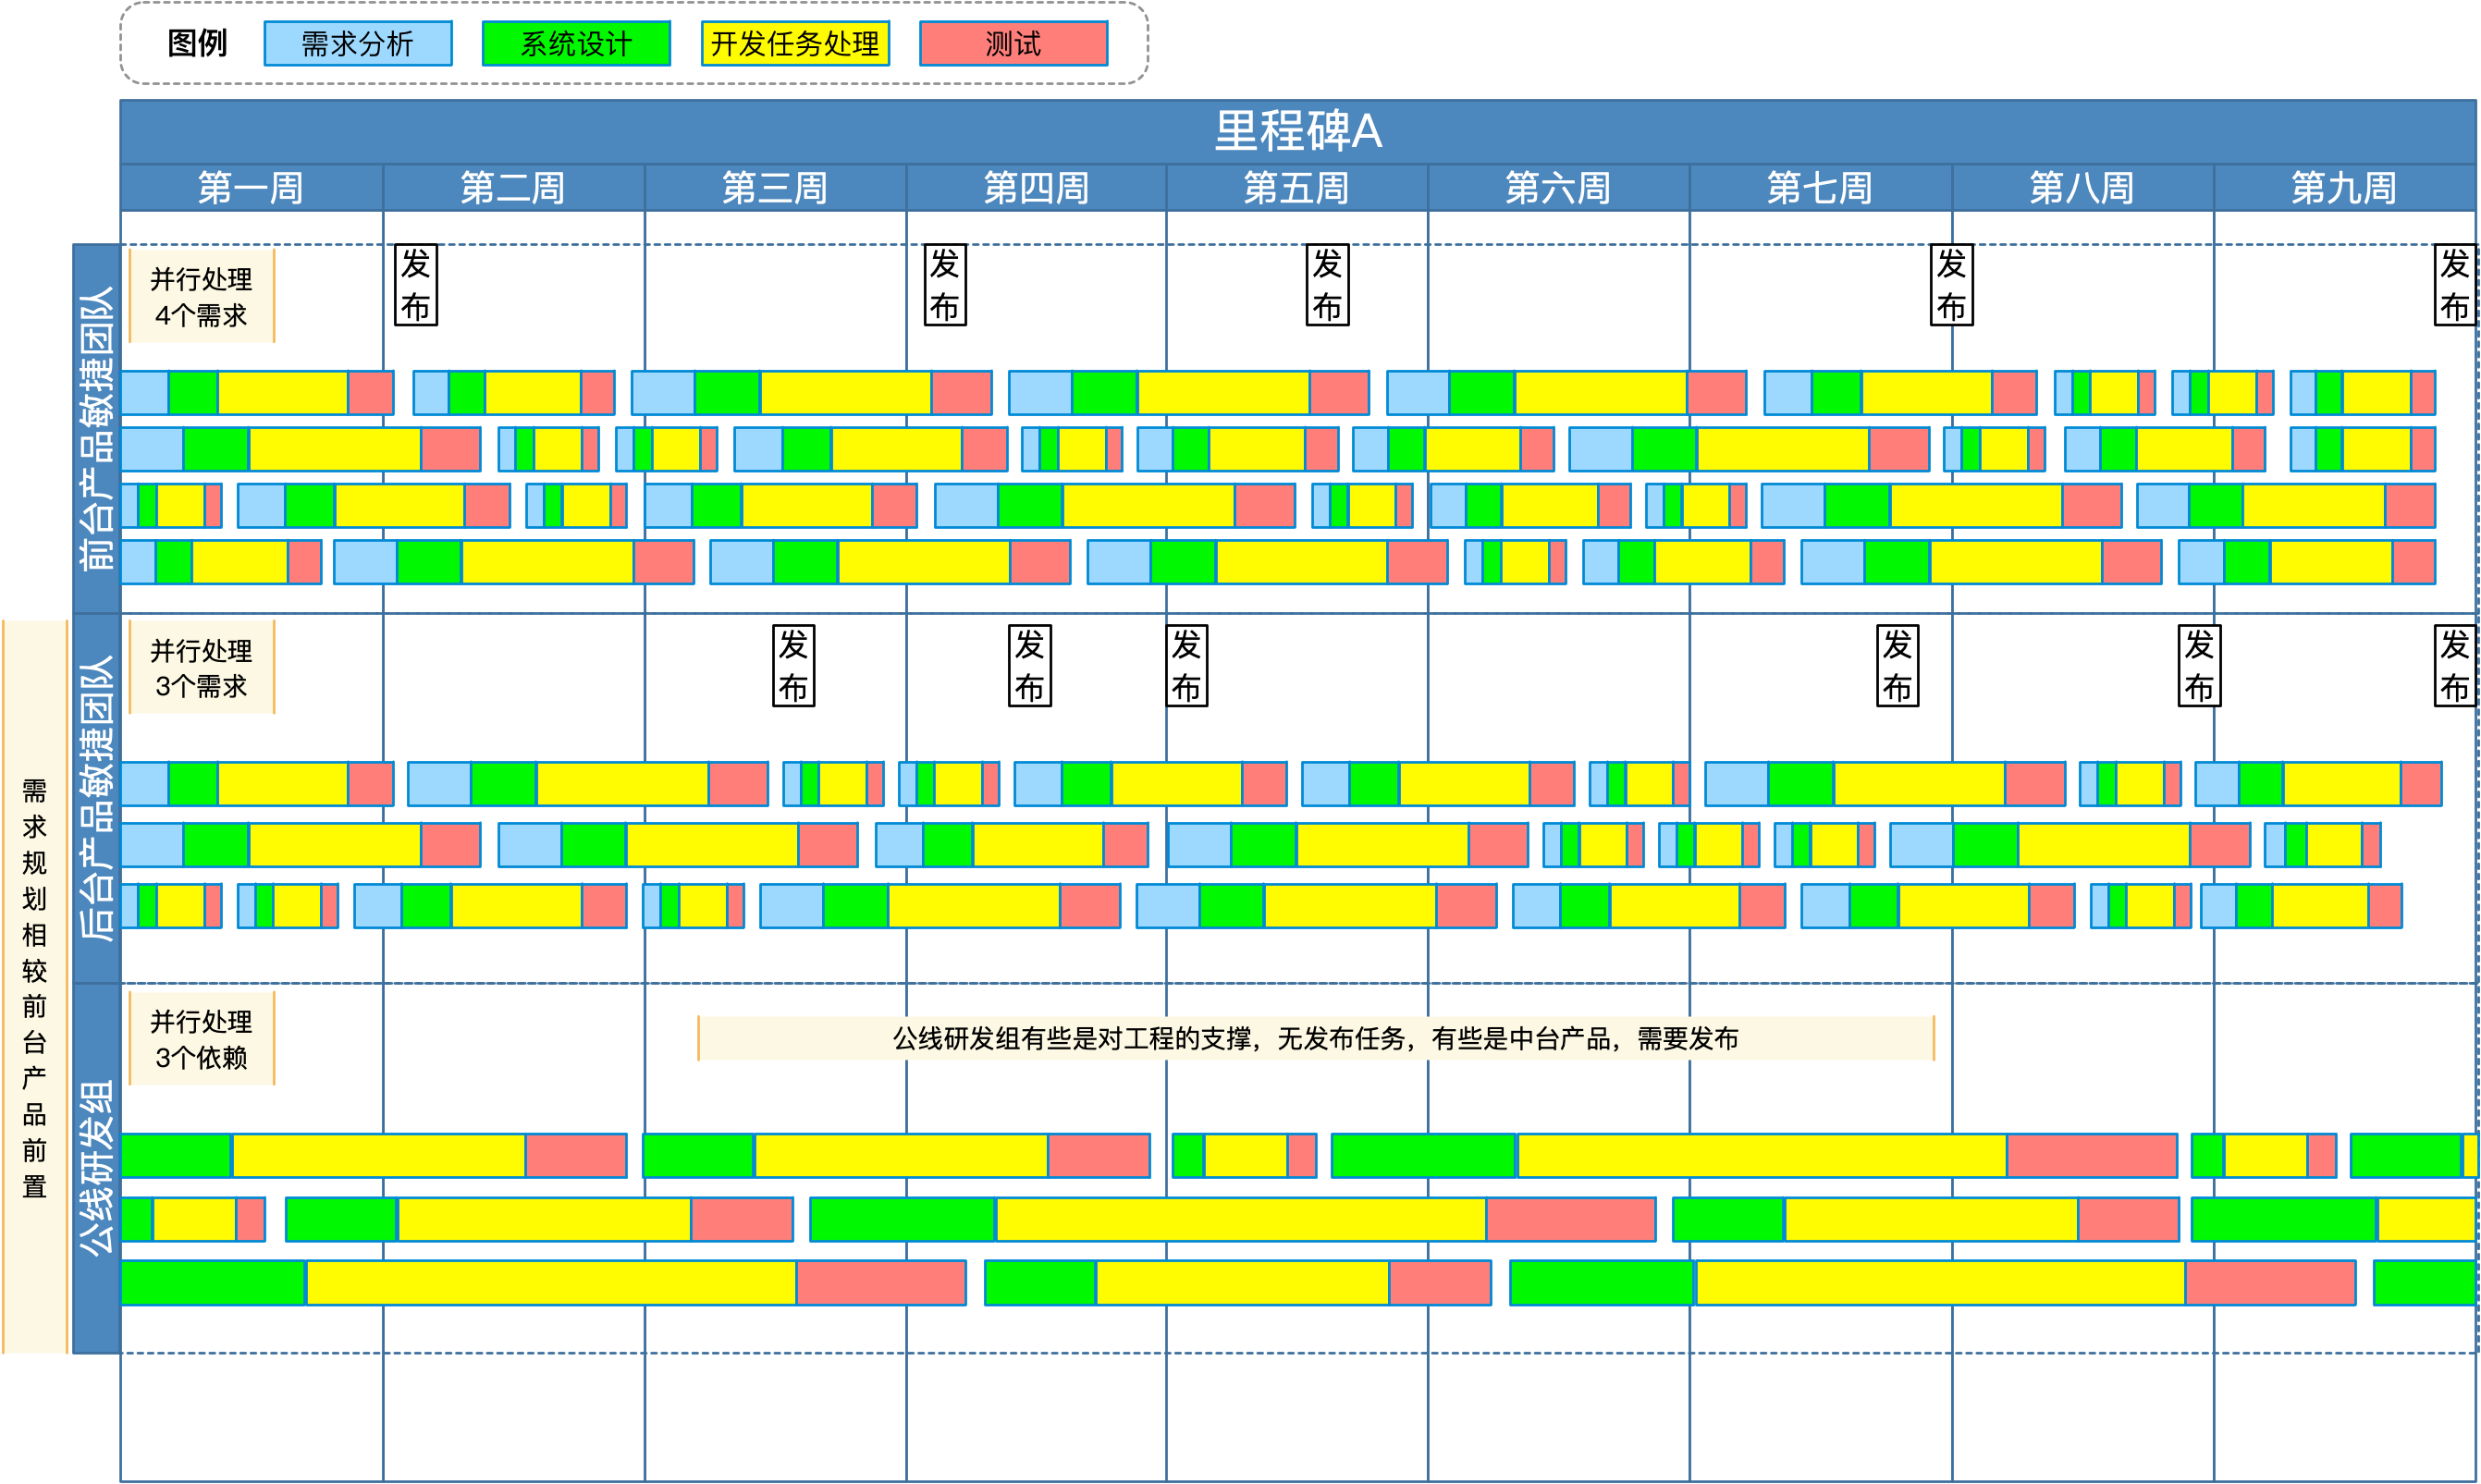 图例 需求分析 系统设计 开发任务处理 测试
里程碑A
第一周 第二周 第三周 第四周 第五周 第六周 第七周 第八周 第九周
前台产品敏捷团队
并行处理
4个需求
发布
发布
发布
发布
发布
后台产品敏捷团队
并行处理
3个需求
发布
发布
发布
发布
发布
发布
需求规划相较前台产品前置
公线研发组
并行处理
3个依赖
公线研发组有些是对工程的支撑，无发布任务，有些是中台产品，需要发布